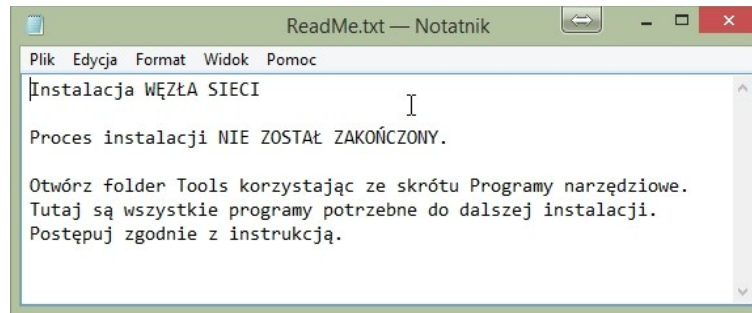 ReadMe.txt — Notatnik
Plik Edycja Format Widok Pomoc
Instalacja WĘZŁA SIECI
Proces instalacji NIE ZOSTAŁ ZAKOŃCZONY.
Otwórz folder Tools korzystając ze skrótu Programy narzędziowe.
Tutaj są wszystkie programy potrzebne do dalszej instalacji.
Postępuj zgodnie z instrukcją.